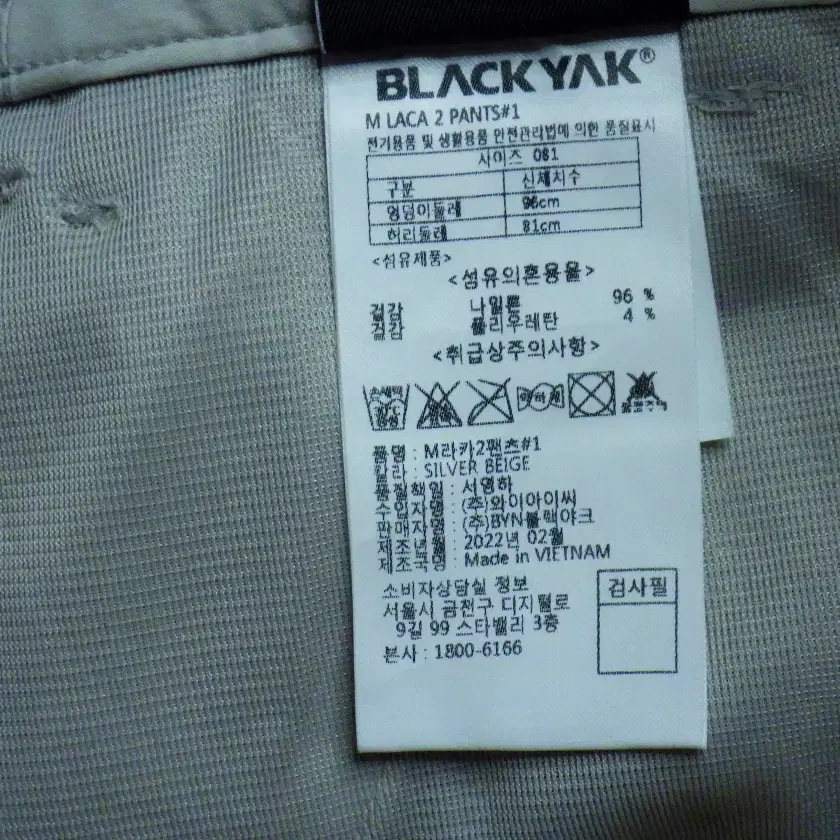 BLACK YAK®
M LACA 2 PANTS#1
전기용품 및 생활용품 안전관리법에 의한 품질표시
사이즈 081
구분 신체치수
엉덩이둘레 96cm
허리둘레 81cm
<섬유제품>
<섬유의혼용율>
겉감 나일론 96 %
겉감 폴리우레탄 4 %
<취급상주의사항>
손세탁
약하게
품명 : M라카2팬츠#1
칼라 : SILVER BEIGE
품질책임 : 서영하
수입자명 : (주)와이아이씨
판매자명 : (주)BYN블랙야크
제조년월 : 2022년 02월
제조국명 : Made in VIETNAM
소비자상담실 정보
서울시 금천구 디지털로
9길 99 스타밸리 3층
본사 : 1800-6166
검사필